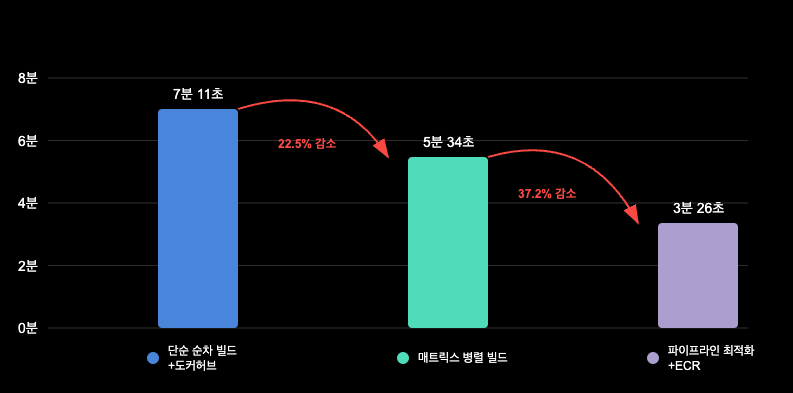 8분
7분 11초
22.5% 감소
6분
5분 34초
37.2% 감소
4분
3분 26초
2분
0분
단순 순차 빌드
+도커허브
매트릭스 병렬 빌드
파이프라인 최적화
+ECR